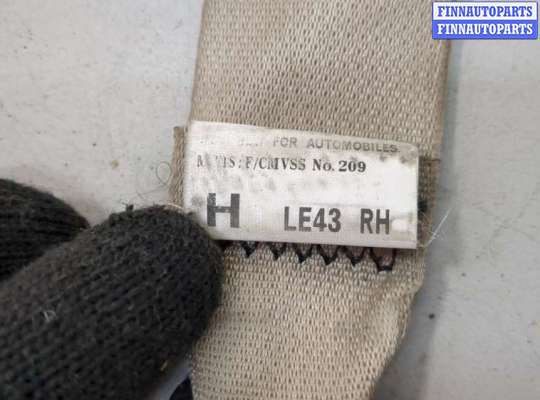 FINNAUTOPARTS
FINNAUTOPARTS
FOR AUTOMOBILES
F/CMVSS No. 209
H LE43 RH